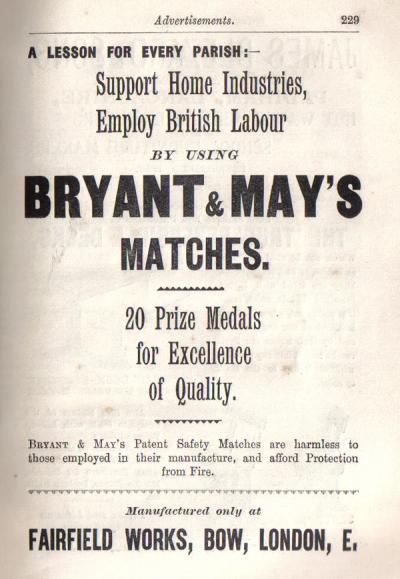 Advertisements. 229
A LESSON FOR EVERY PARISH:—
Support Home Industries,
Employ British Labour
BY USING
BRYANT & MAY'S
MATCHES.
20 Prize Medals
for Excellence
of Quality.
BRYANT & MAY'S Patent Safety Matches are harmless to
those employed in their manufacture, and afford Protection
from Fire.
Manufactured only at
FAIRFIELD WORKS, BOW, LONDON, E.